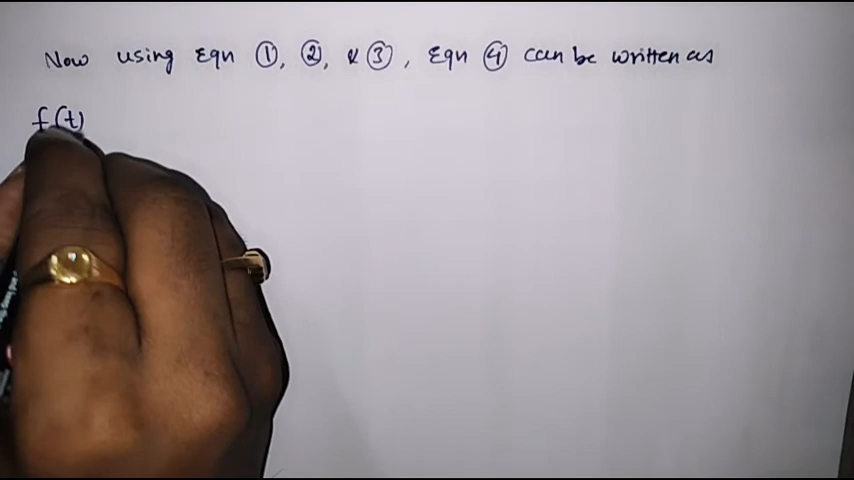 Now using Eqn ①, ②, & ③, Eqn ④ can be written as
f(t)